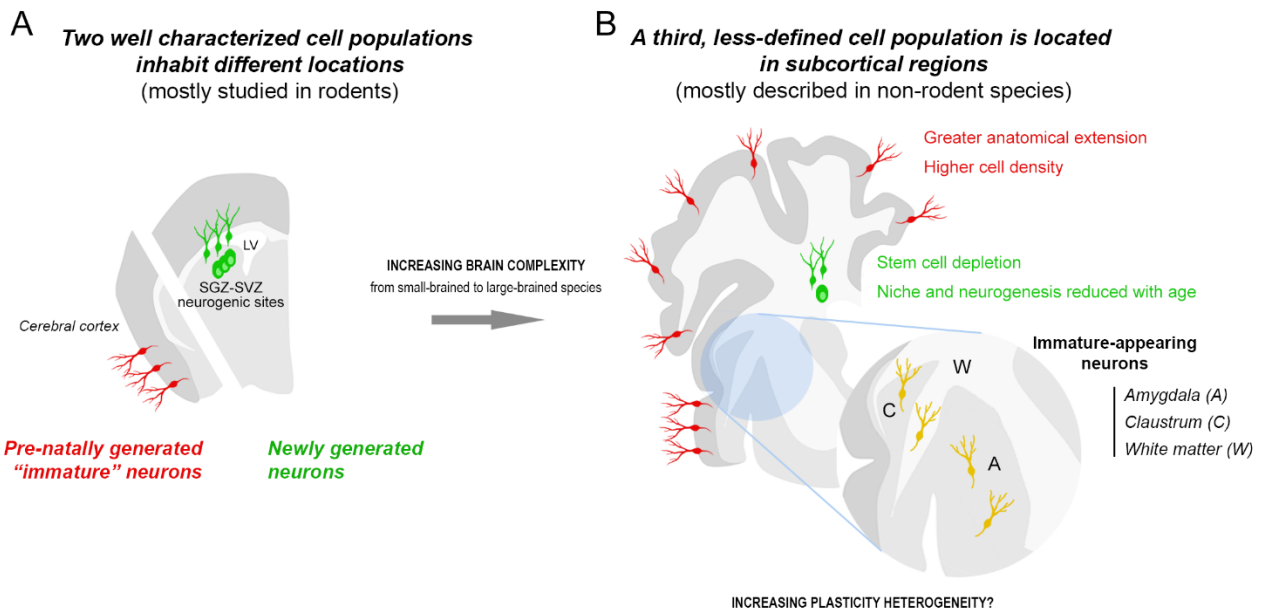 A
Two well characterized cell populations
inhabit different locations
(mostly studied in rodents)
LV
SGZ-SVZ
neurogenic sites
Cerebral cortex
Pre-natally generated
“immature” neurons
Newly generated
neurons
INCREASING BRAIN COMPLEXITY
from small-brained to large-brained species
B
A third, less-defined cell population is located
in subcortical regions
(mostly described in non-rodent species)
Greater anatomical extension
Higher cell density
Stem cell depletion
Niche and neurogenesis reduced with age
Immature-appearing
neurons
Amygdala (A)
Claustrum (C)
White matter (W)
W
C
A
INCREASING PLASTICITY HETEROGENEITY?